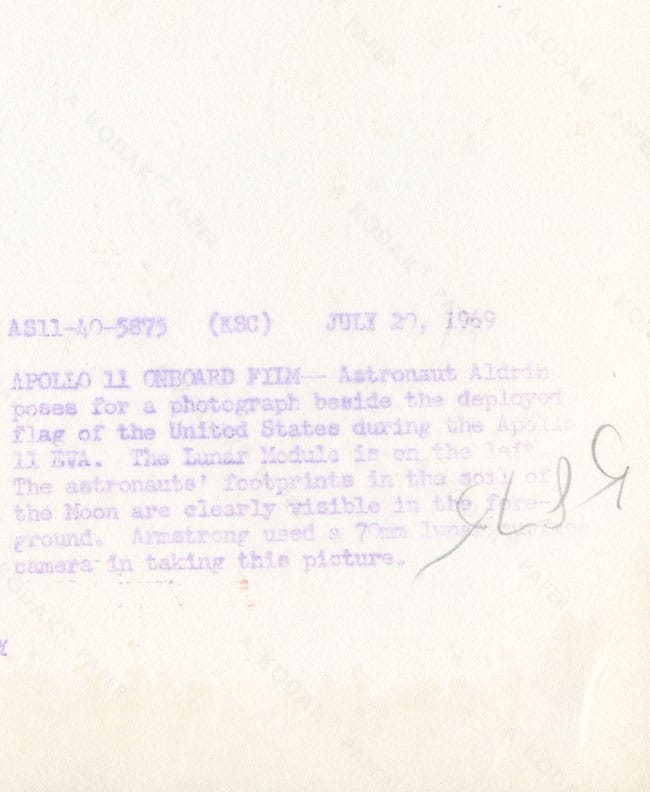 A KODAK PAPER
AS11-40-5875 (KSC) JULY 20, 1969
APOLLO 11 ONBOARD FILM-- Astronaut Aldrin
poses for a photograph beside the deployed
flag of the United States during the Apollo
11 EVA. The Lunar Module is on the left
The astronauts' footprints in the soil of
the Moon are clearly visible in the fore-
ground. Armstrong used a 70mm lunar surface
camera in taking this picture.